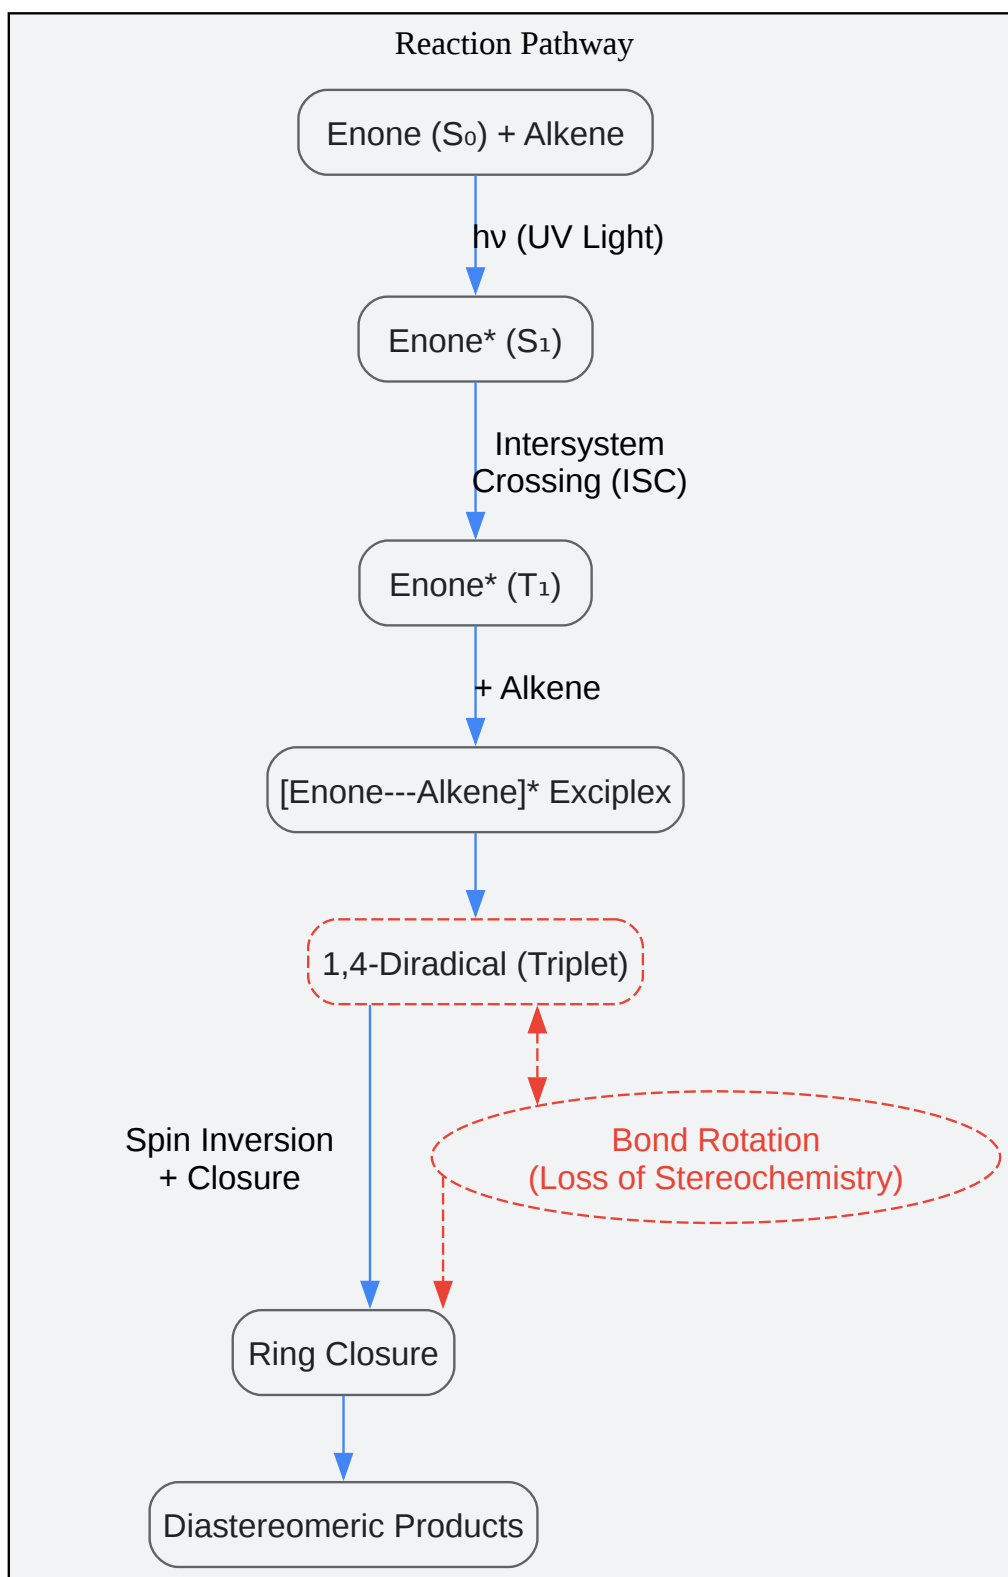 Reaction Pathway
Enone (S₀) + Alkene
hν (UV Light)
Enone* (S₁)
Intersystem
Crossing (ISC)
Enone* (T₁)
+ Alkene
[Enone---Alkene]* Exciplex
1,4-Diradical (Triplet)
Spin Inversion
+ Closure
Bond Rotation
(Loss of Stereochemistry)
Ring Closure
Diastereomeric Products